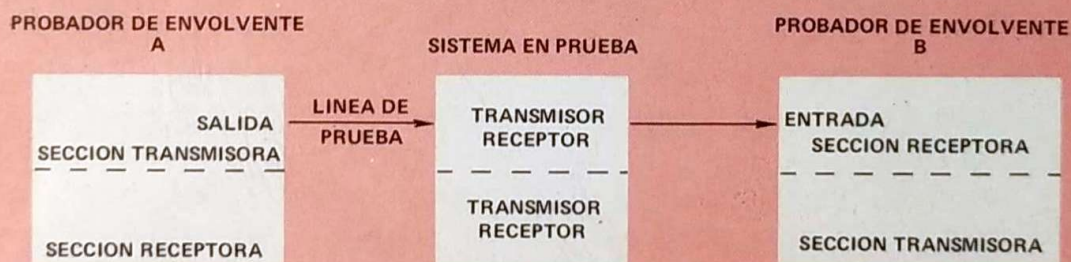 PROBADOR DE ENVOLVENTE
A
SISTEMA EN PRUEBA
PROBADOR DE ENVOLVENTE
B
SALIDA
SECCION TRANSMISORA
SECCION RECEPTORA
LINEA DE
PRUEBA
TRANSMISOR
RECEPTOR
TRANSMISOR
RECEPTOR
ENTRADA
SECCION RECEPTORA
SECCION TRANSMISORA